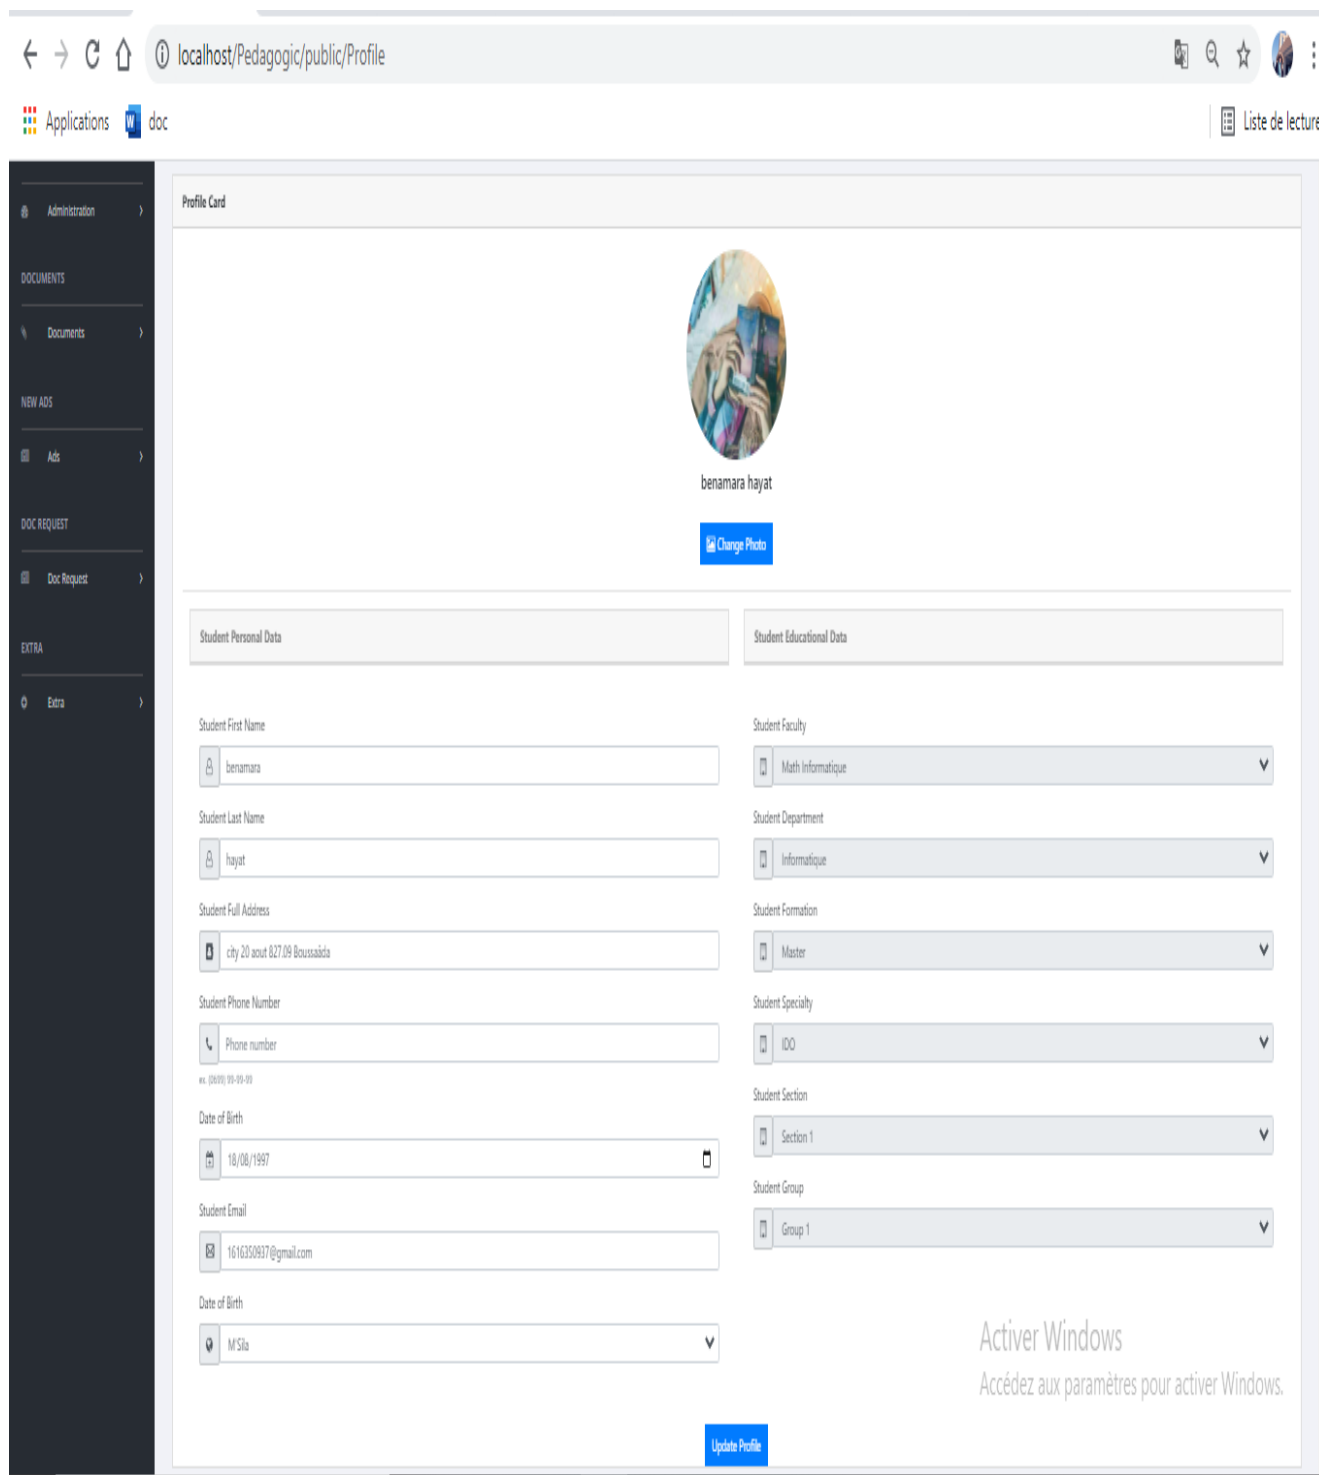 localhost/Pedagogic/public/Profile
Applications doc Liste de lecture
Administration
DOCUMENTS
Documents
NEW ADS
Ads
DOC REQUEST
Doc Request
EXTRA
Extra
Profile Card
benamara hayat
Change Photo
Student Personal Data
Student First Name
benamara
Student Last Name
hayat
Student Full Address
city 20 aout 827.09 Boussaâda
Student Phone Number
Phone number
ex. (0699) 99-99-99
Date of Birth
18/08/1997
Student Email
1616350937@gmail.com
Date of Birth
M'Sila
Student Educational Data
Student Faculty
Math Informatique
Student Department
Informatique
Student Formation
Master
Student Specialty
IDO
Student Section
Section 1
Student Group
Group 1
Activer Windows
Accédez aux paramètres pour activer Windows.
Update Profile